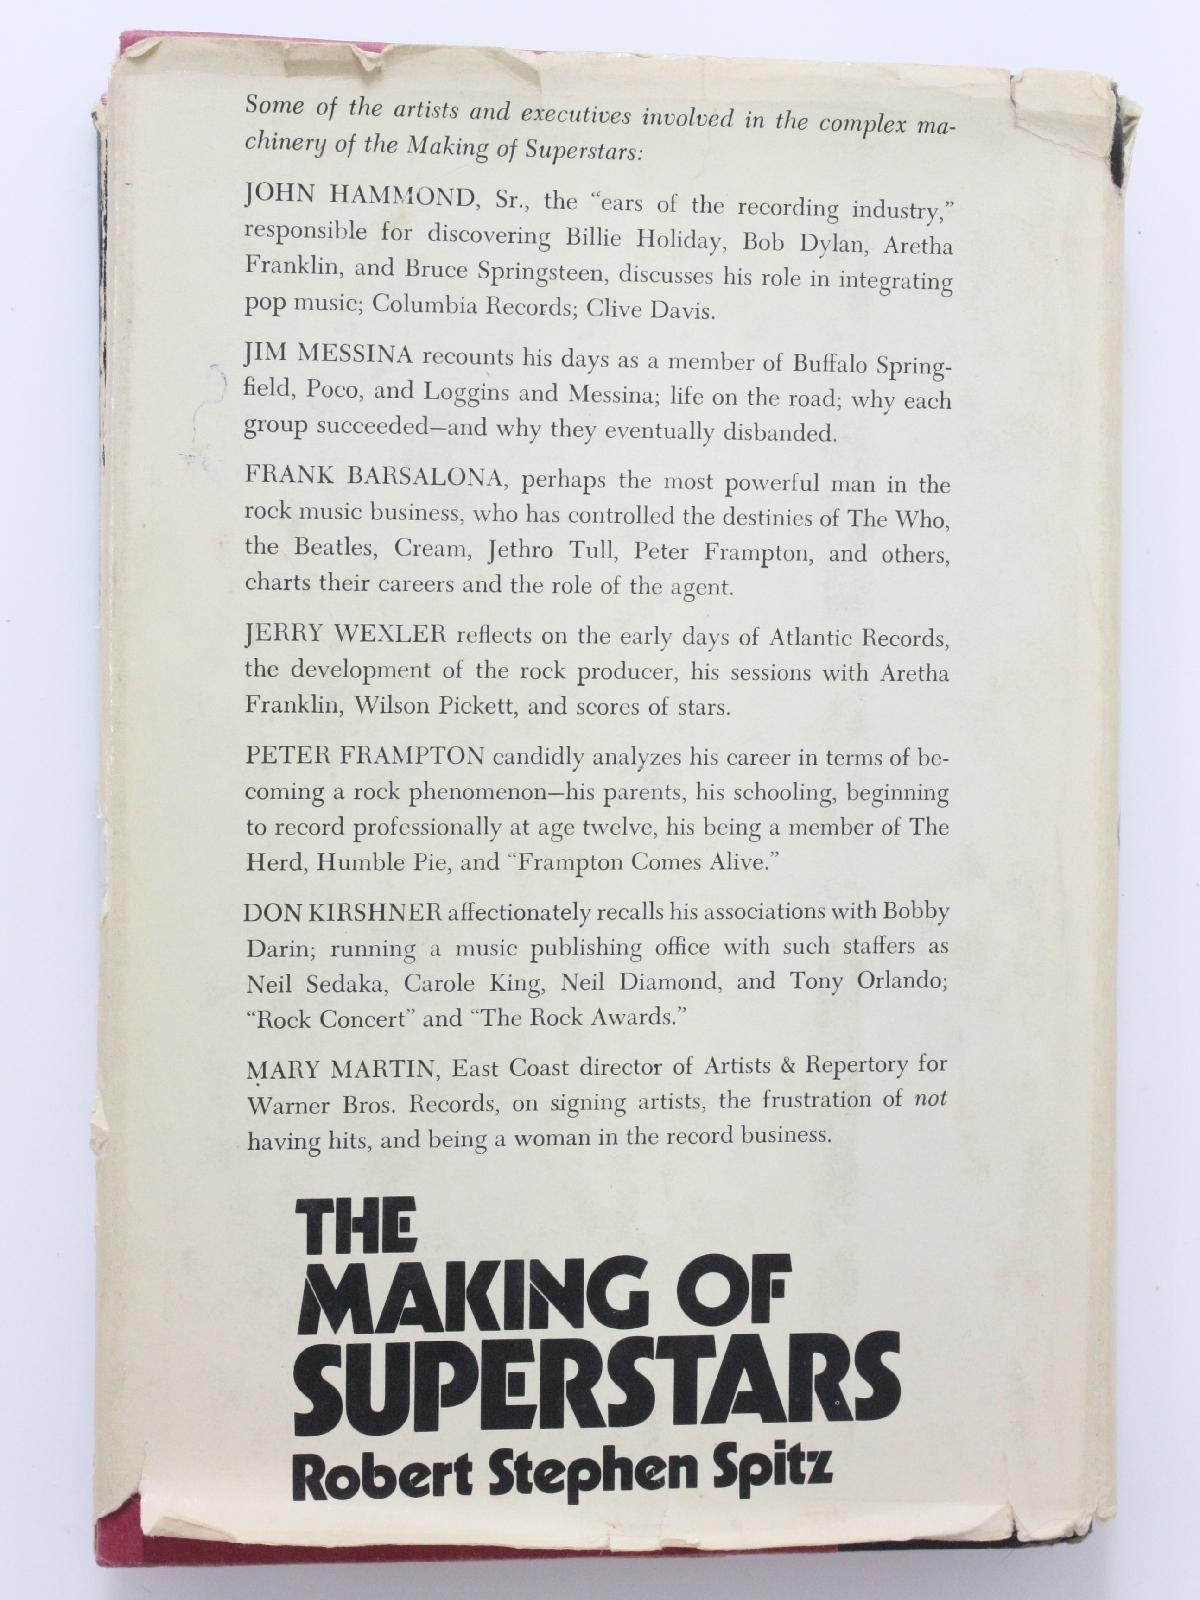 Some of the artists and executives involved in the complex ma-
chinery of the Making of Superstars:
JOHN HAMMOND, Sr., the “ears of the recording industry,”
responsible for discovering Billie Holiday, Bob Dylan, Aretha
Franklin, and Bruce Springsteen, discusses his role in integrating
pop music; Columbia Records; Clive Davis.
JIM MESSINA recounts his days as a member of Buffalo Spring-
field, Poco, and Loggins and Messina; life on the road; why each
group succeeded—and why they eventually disbanded.
FRANK BARSALONA, perhaps the most powerful man in the
rock music business, who has controlled the destinies of The Who,
the Beatles, Cream, Jethro Tull, Peter Frampton, and others,
charts their careers and the role of the agent.
JERRY WEXLER reflects on the early days of Atlantic Records,
the development of the rock producer, his sessions with Aretha
Franklin, Wilson Pickett, and scores of stars.
PETER FRAMPTON candidly analyzes his career in terms of be-
coming a rock phenomenon—his parents, his schooling, beginning
to record professionally at age twelve, his being a member of The
Herd, Humble Pie, and “Frampton Comes Alive.”
DON KIRSHNER affectionately recalls his associations with Bobby
Darin; running a music publishing office with such staffers as
Neil Sedaka, Carole King, Neil Diamond, and Tony Orlando;
“Rock Concert” and “The Rock Awards.”
MARY MARTIN, East Coast director of Artists & Repertory for
Warner Bros. Records, on signing artists, the frustration of not
having hits, and being a woman in the record business.
THE
MAKING OF
SUPERSTARS
Robert Stephen Spitz